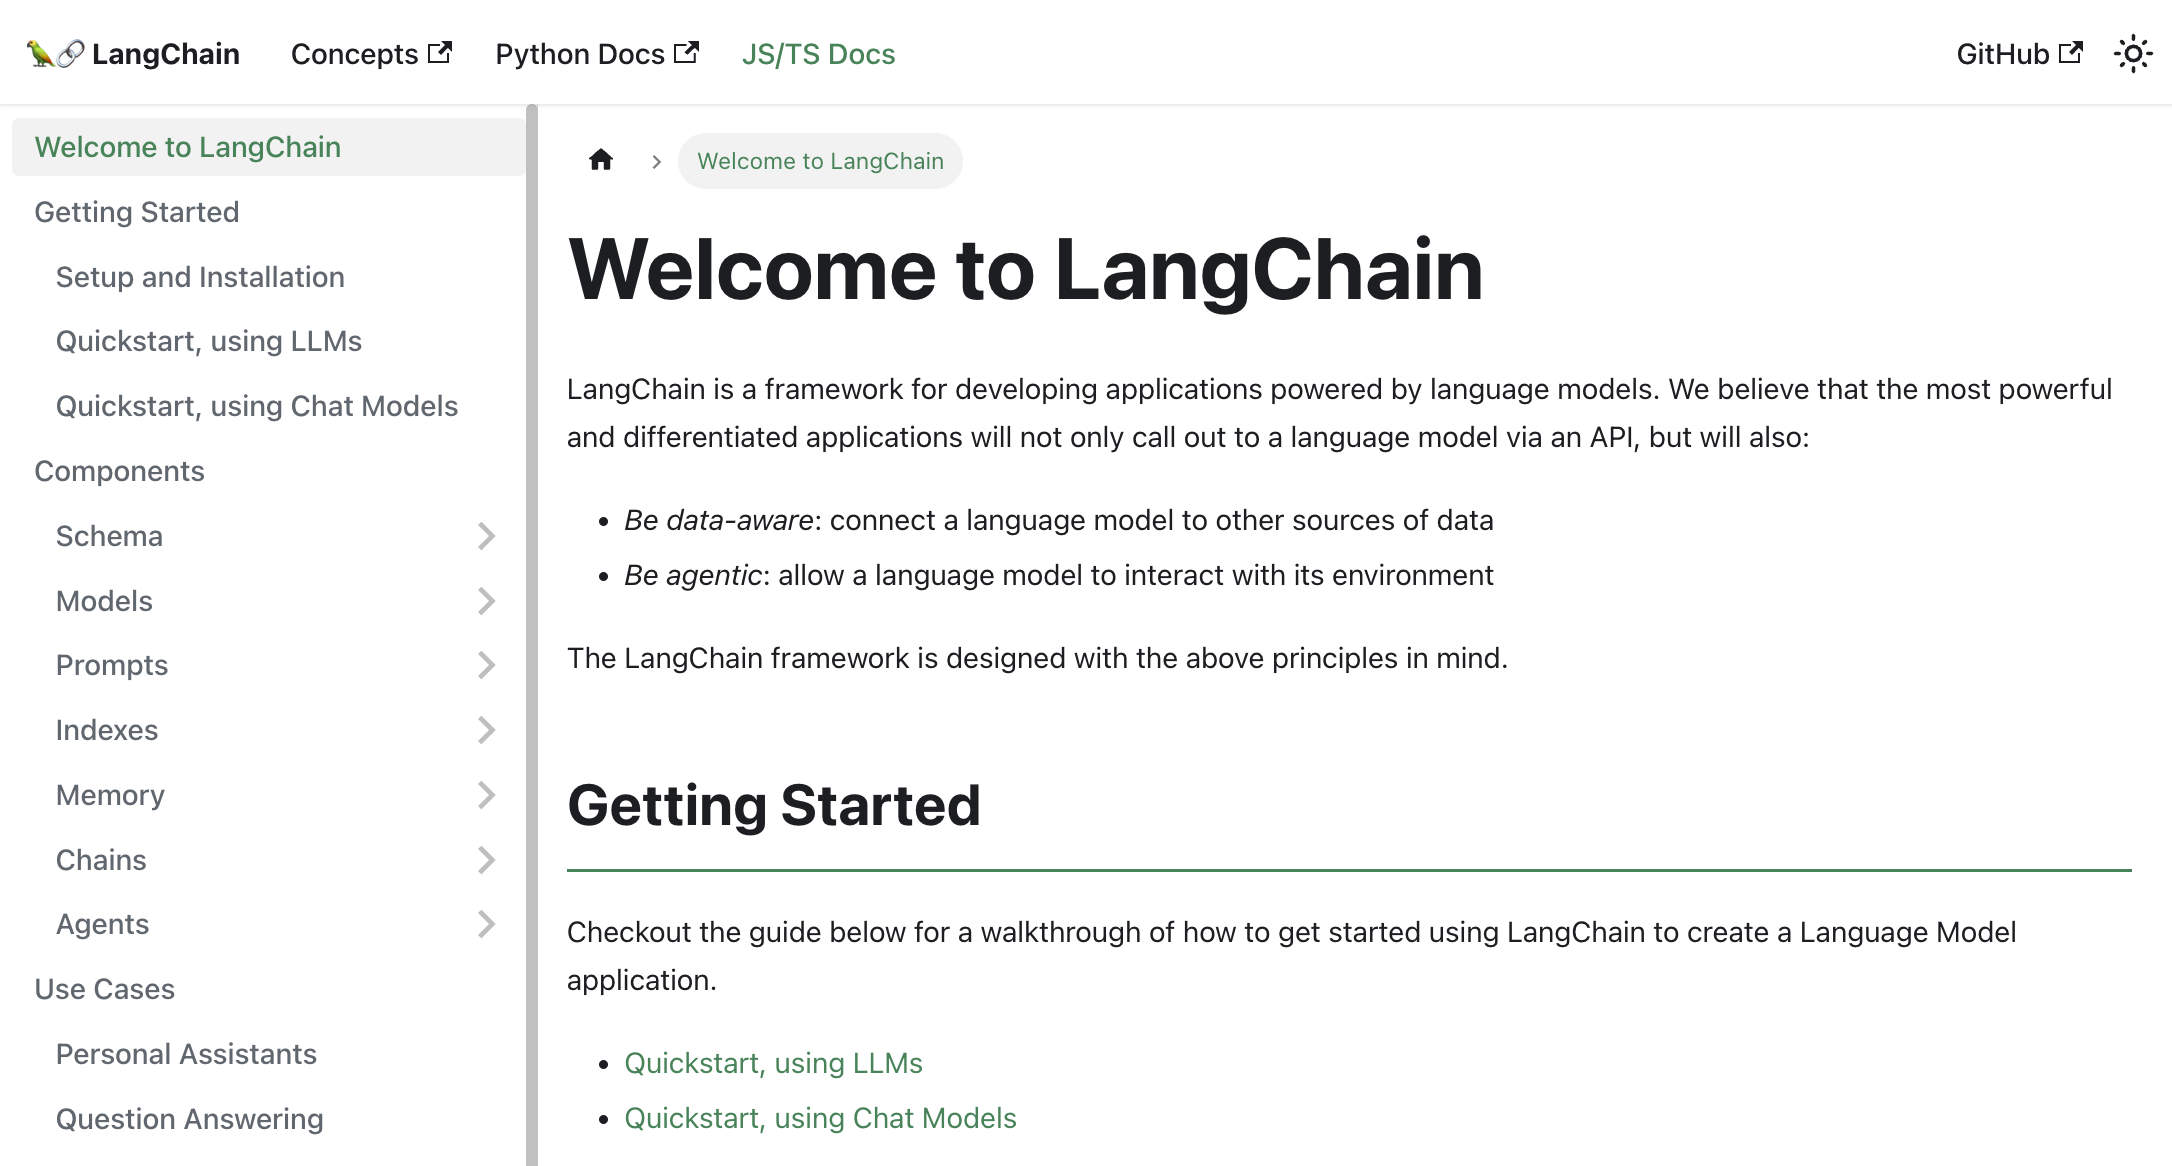 LangChain
Concepts
Python Docs
JS/TS Docs
GitHub
Welcome to LangChain
Getting Started
Setup and Installation
Quickstart, using LLMs
Quickstart, using Chat Models
Components
Schema
Models
Prompts
Indexes
Memory
Chains
Agents
Use Cases
Personal Assistants
Question Answering
Welcome to LangChain
Welcome to LangChain
LangChain is a framework for developing applications powered by language models. We believe that the most powerful
and differentiated applications will not only call out to a language model via an API, but will also:
Be data-aware: connect a language model to other sources of data
Be agentic: allow a language model to interact with its environment
The LangChain framework is designed with the above principles in mind.
Getting Started
Checkout the guide below for a walkthrough of how to get started using LangChain to create a Language Model
application.
Quickstart, using LLMs
Quickstart, using Chat Models